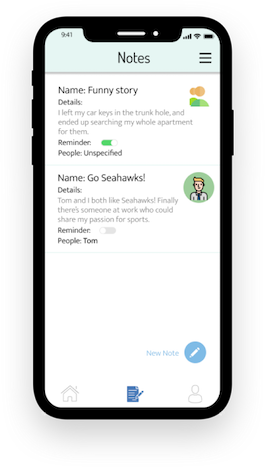 9:41
Notes
Name: Funny story
Details:
I left my car keys in the trunk hole, and
ended up searching my whole apartment
for them.
Reminder:
People: Unspecified
Name: Go Seahawks!
Details:
Tom and I both like Seahawks! Finally
there's someone at work who could
share my passion for sports.
Reminder:
People: Tom
New Note